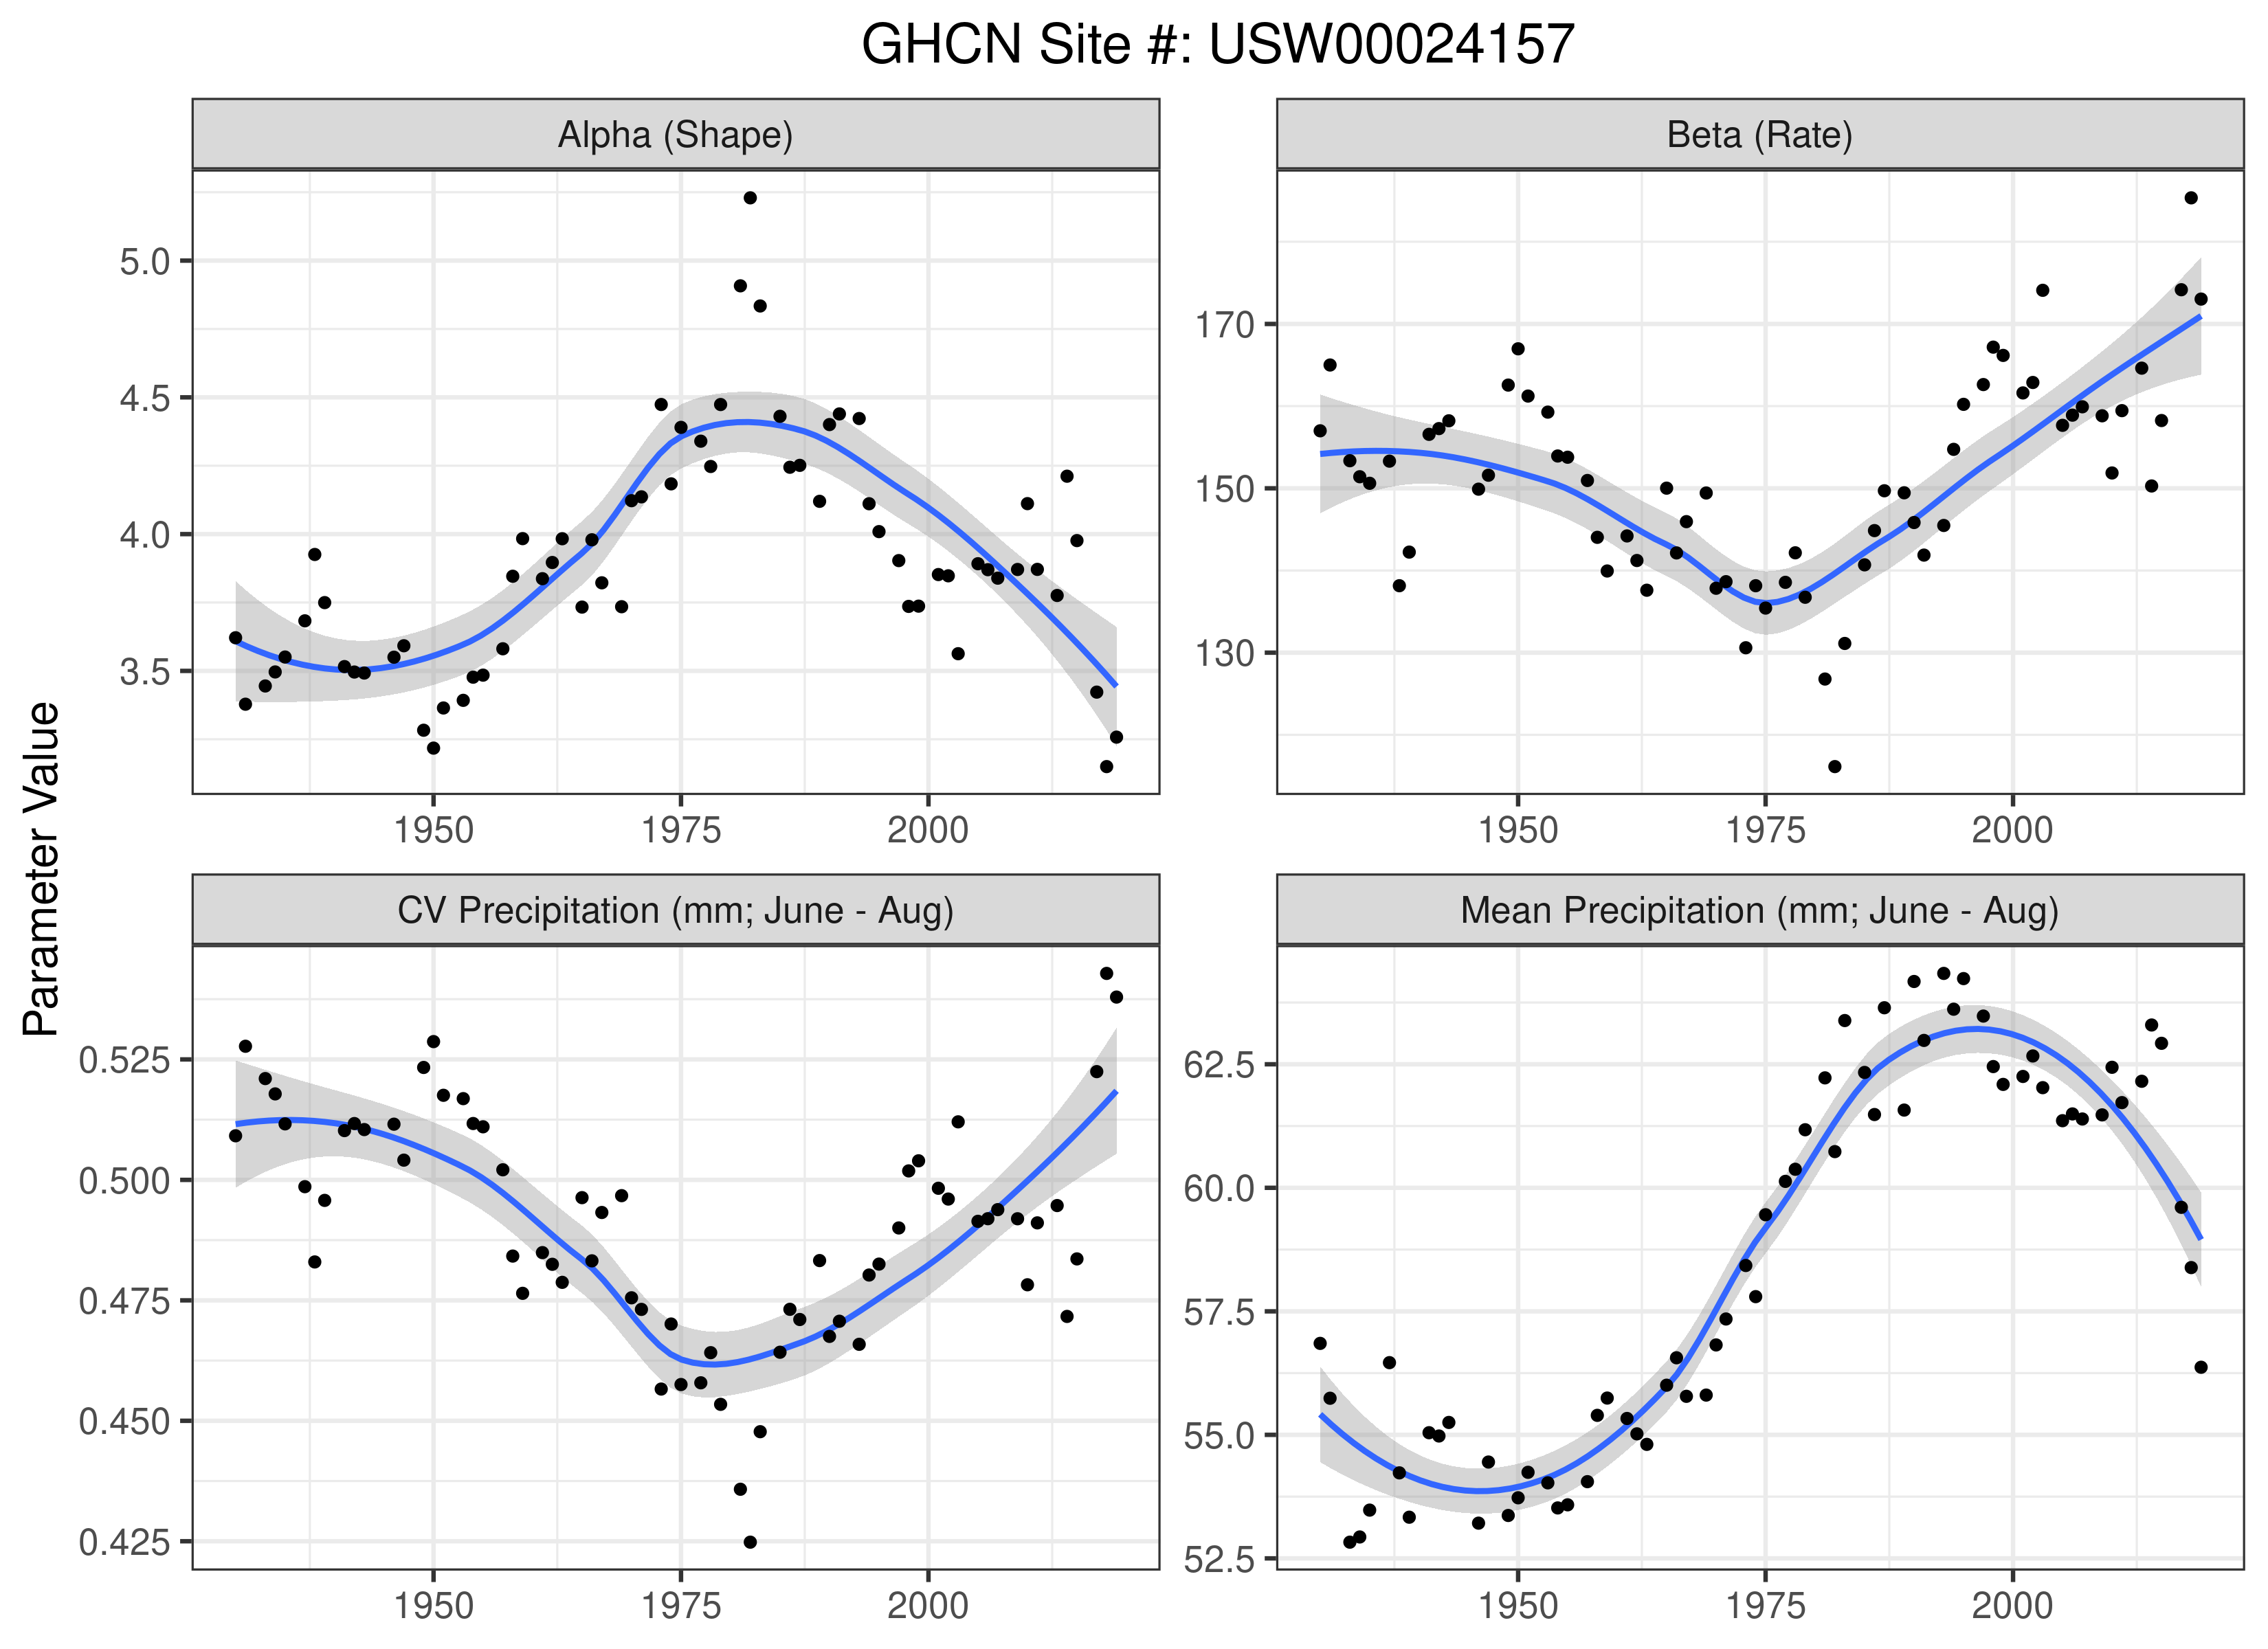 GHCN Site #: USW00024157
Alpha (Shape)
Beta (Rate)
5.0
4.5
4.0
3.5
170
150
130
1950 1975 2000
1950 1975 2000
Parameter Value
CV Precipitation (mm; June - Aug)
Mean Precipitation (mm; June - Aug)
0.525
0.500
0.475
0.450
0.425
62.5
60.0
57.5
55.0
52.5
1950 1975 2000
1950 1975 2000